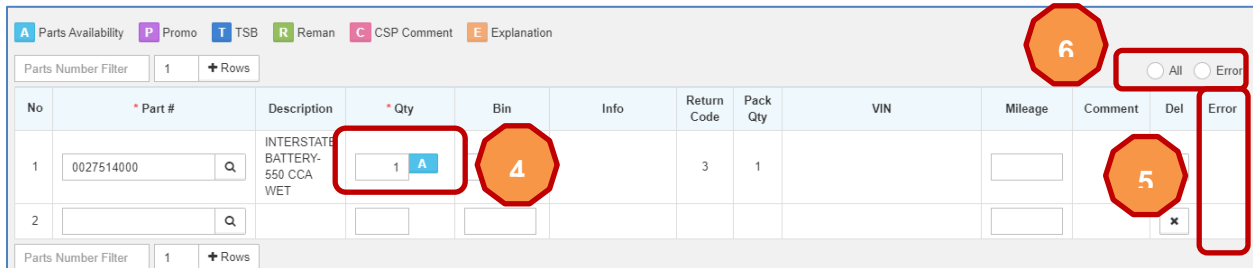 A Parts Availability P Promo T TSB R Reman C CSP Comment E Explanation
6
Parts Number Filter 1 + Rows All Error
No * Part # Description * Qty Bin Info Return Code Pack Qty VIN Mileage Comment Del Error
1 0027514000 INTERSTATE BATTERY- 550 CCA WET 1 A 4 3 1 5
2 ×
Parts Number Filter 1 + Rows